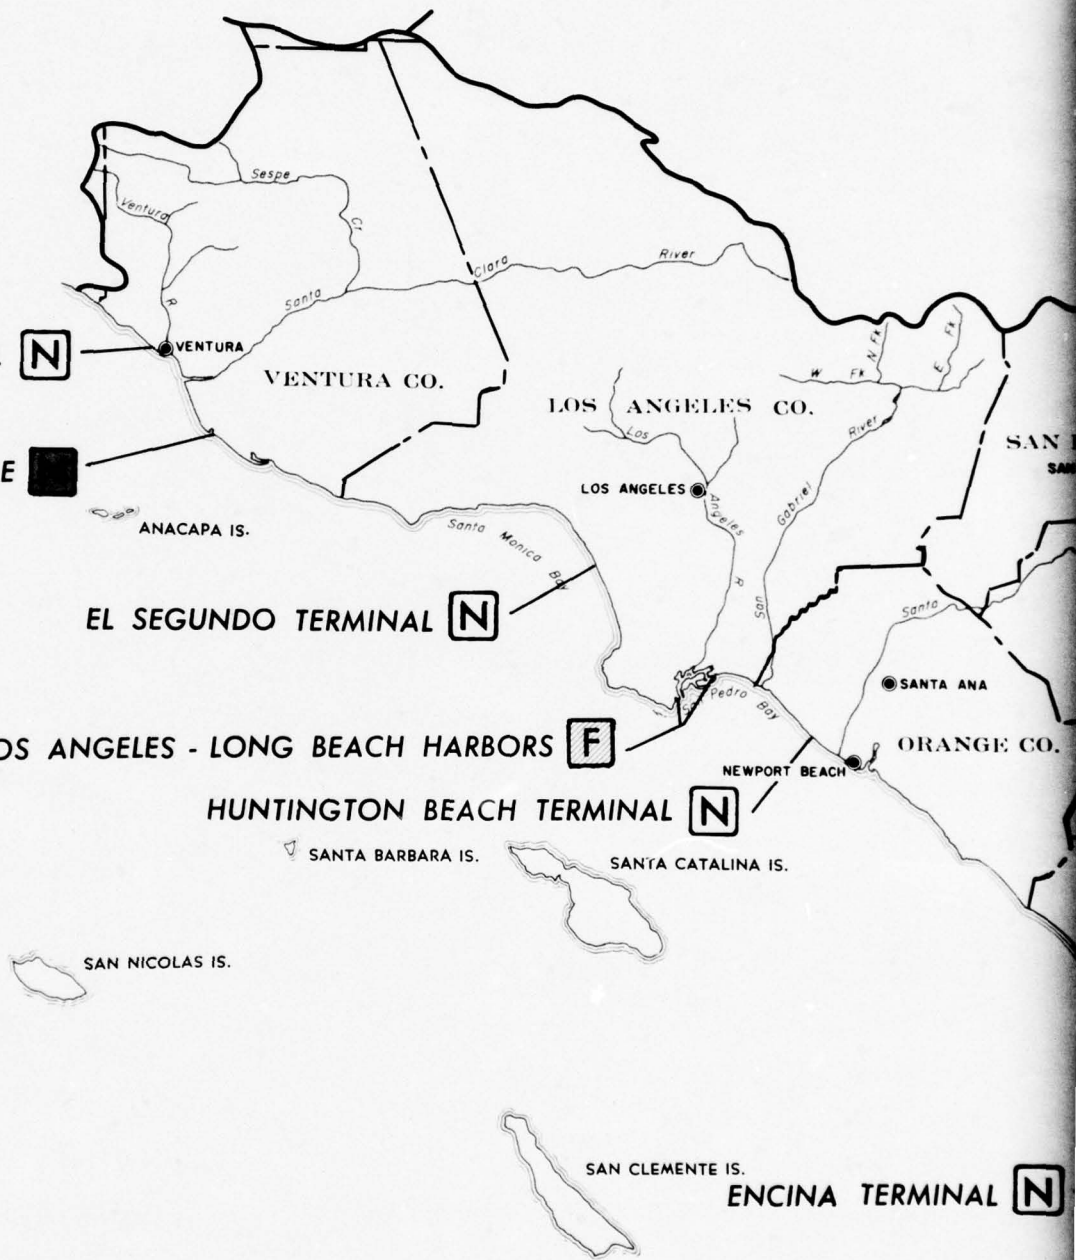 Sespe
Cr.
Ventura
R
Santa
Clara
River
N
VENTURA
VENTURA CO.
W Fk
N Fk
E Fk
LOS ANGELES CO.
Los
River
SAN
E
LOS ANGELES
Angeles
R
Gabriel
San
ANACAPA IS.
Santa Monica Bay
EL SEGUNDO TERMINAL N
Santa
SANTA ANA
San Pedro Bay
OS ANGELES - LONG BEACH HARBORS F
ORANGE CO.
NEWPORT BEACH
HUNTINGTON BEACH TERMINAL N
SANTA BARBARA IS.
SANTA CATALINA IS.
SAN NICOLAS IS.
SAN CLEMENTE IS.
ENCINA TERMINAL N